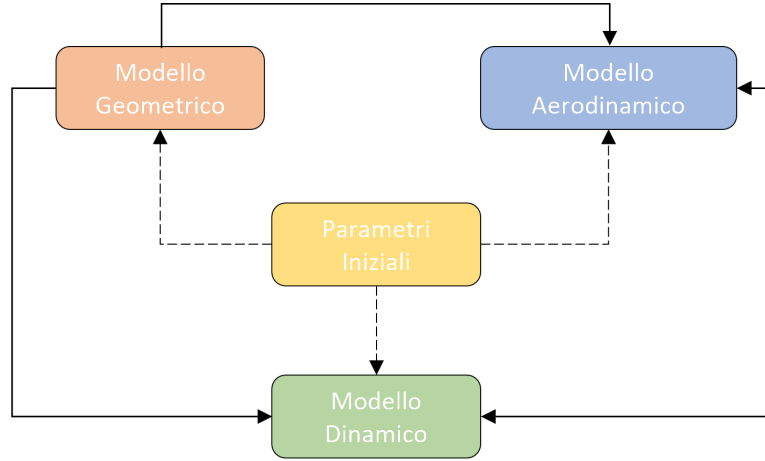 Modello
Geometrico
Modello
Aerodinamico
Parametri
Iniziali
Modello
Dinamico